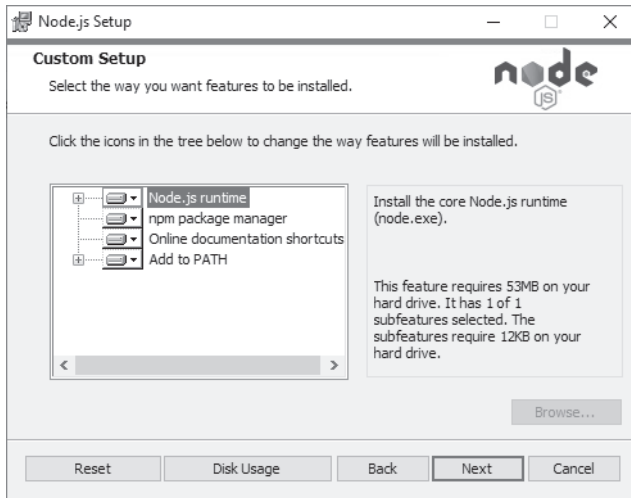 Node.js Setup
Custom Setup
Select the way you want features to be installed.
node
JS
Click the icons in the tree below to change the way features will be installed.
Node.js runtime
npm package manager
Online documentation shortcuts
Add to PATH
Install the core Node.js runtime
(node.exe).
This feature requires 53MB on your
hard drive. It has 1 of 1
subfeatures selected. The
subfeatures require 12KB on your
hard drive.
Browse...
Reset
Disk Usage
Back
Next
Cancel